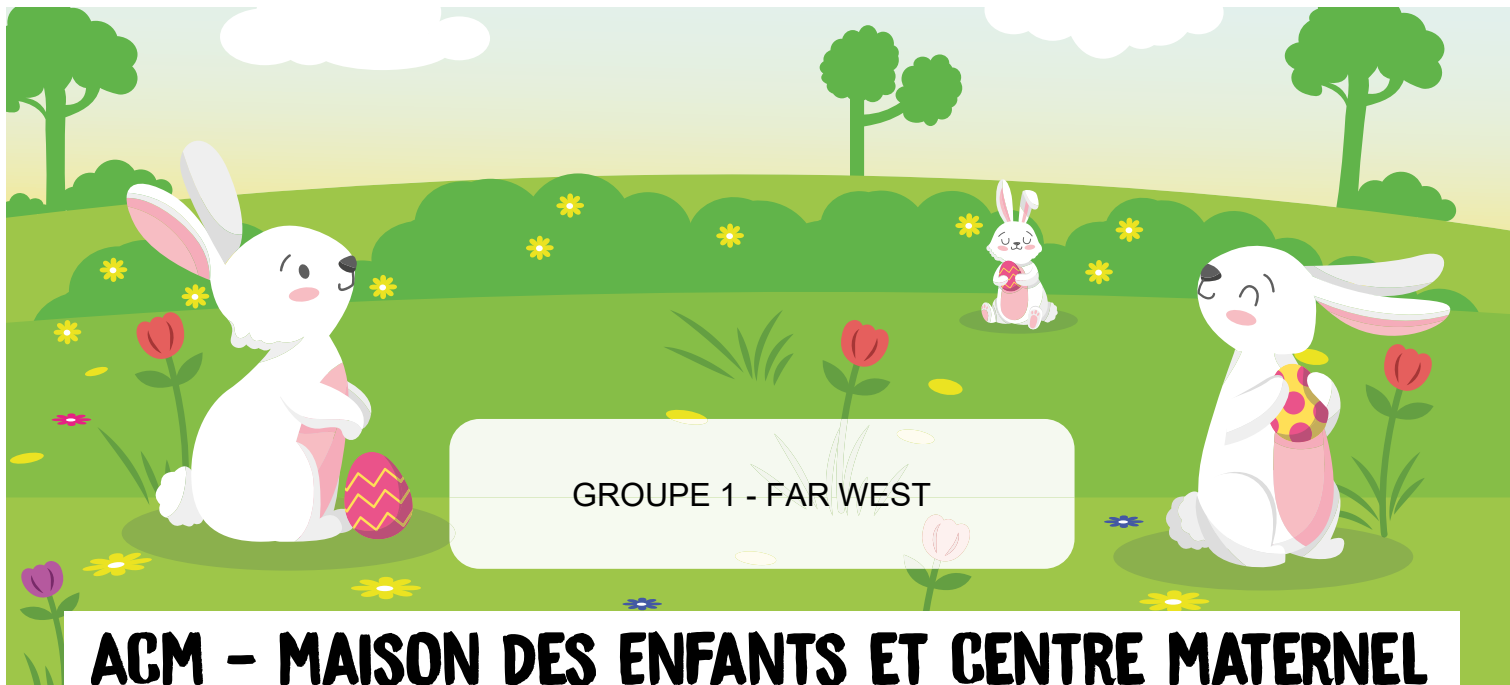 GROUPE 1 - FAR WEST
ACM - MAISON DES ENFANTS ET CENTRE MATERNEL